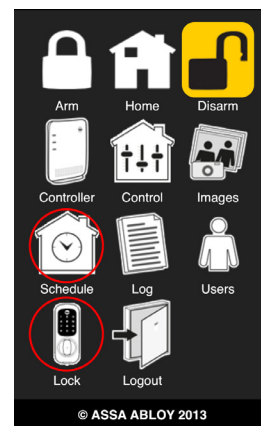 Arm Home Disarm
Controller Control Images
Schedule Log Users
Lock Logout
© ASSA ABLOY 2013